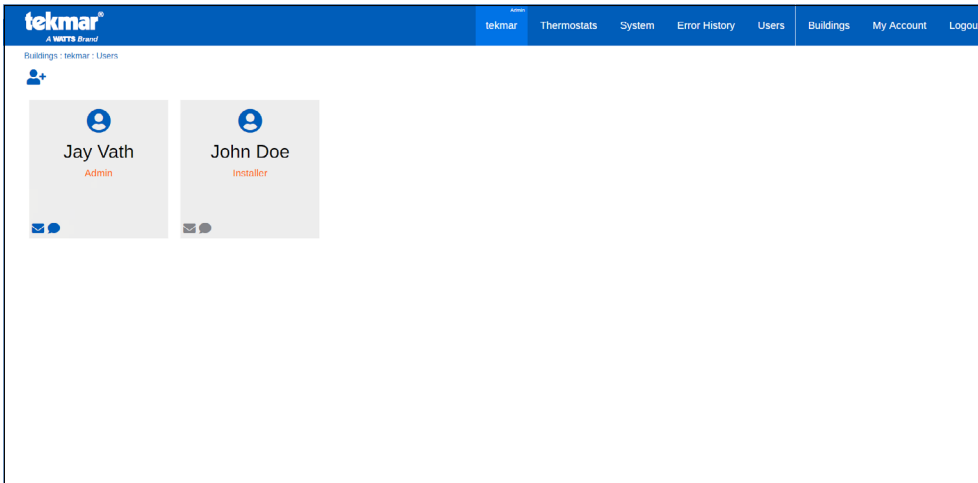 tekmar®
A WATTS Brand
Admin
tekmar Thermostats System Error History Users Buildings My Account Logou
Buildings : tekmar : Users
Jay Vath
Admin
John Doe
Installer